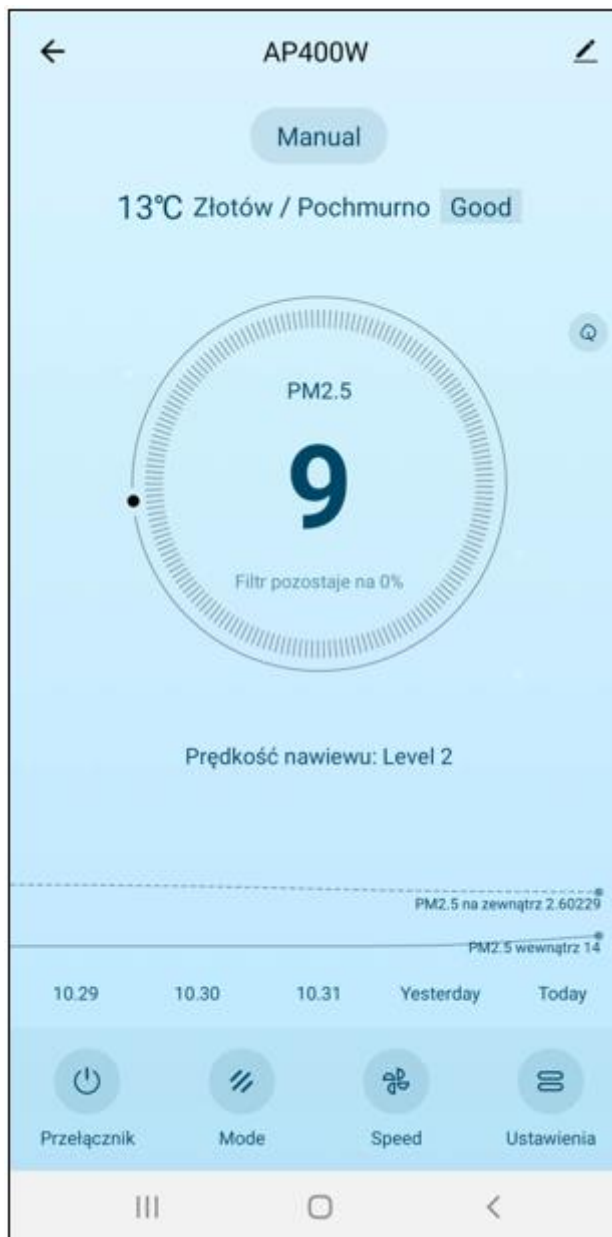 AP400W
Manual
13℃ Złotów / Pochmurno Good
PM2.5
9
Filtr pozostaje na 0%
Prędkość nawiewu: Level 2
PM2.5 na zewnątrz 2.60229
PM2.5 wewnątrz 14
10.29 10.30 10.31 Yesterday Today
Przełącznik Mode Speed Ustawienia